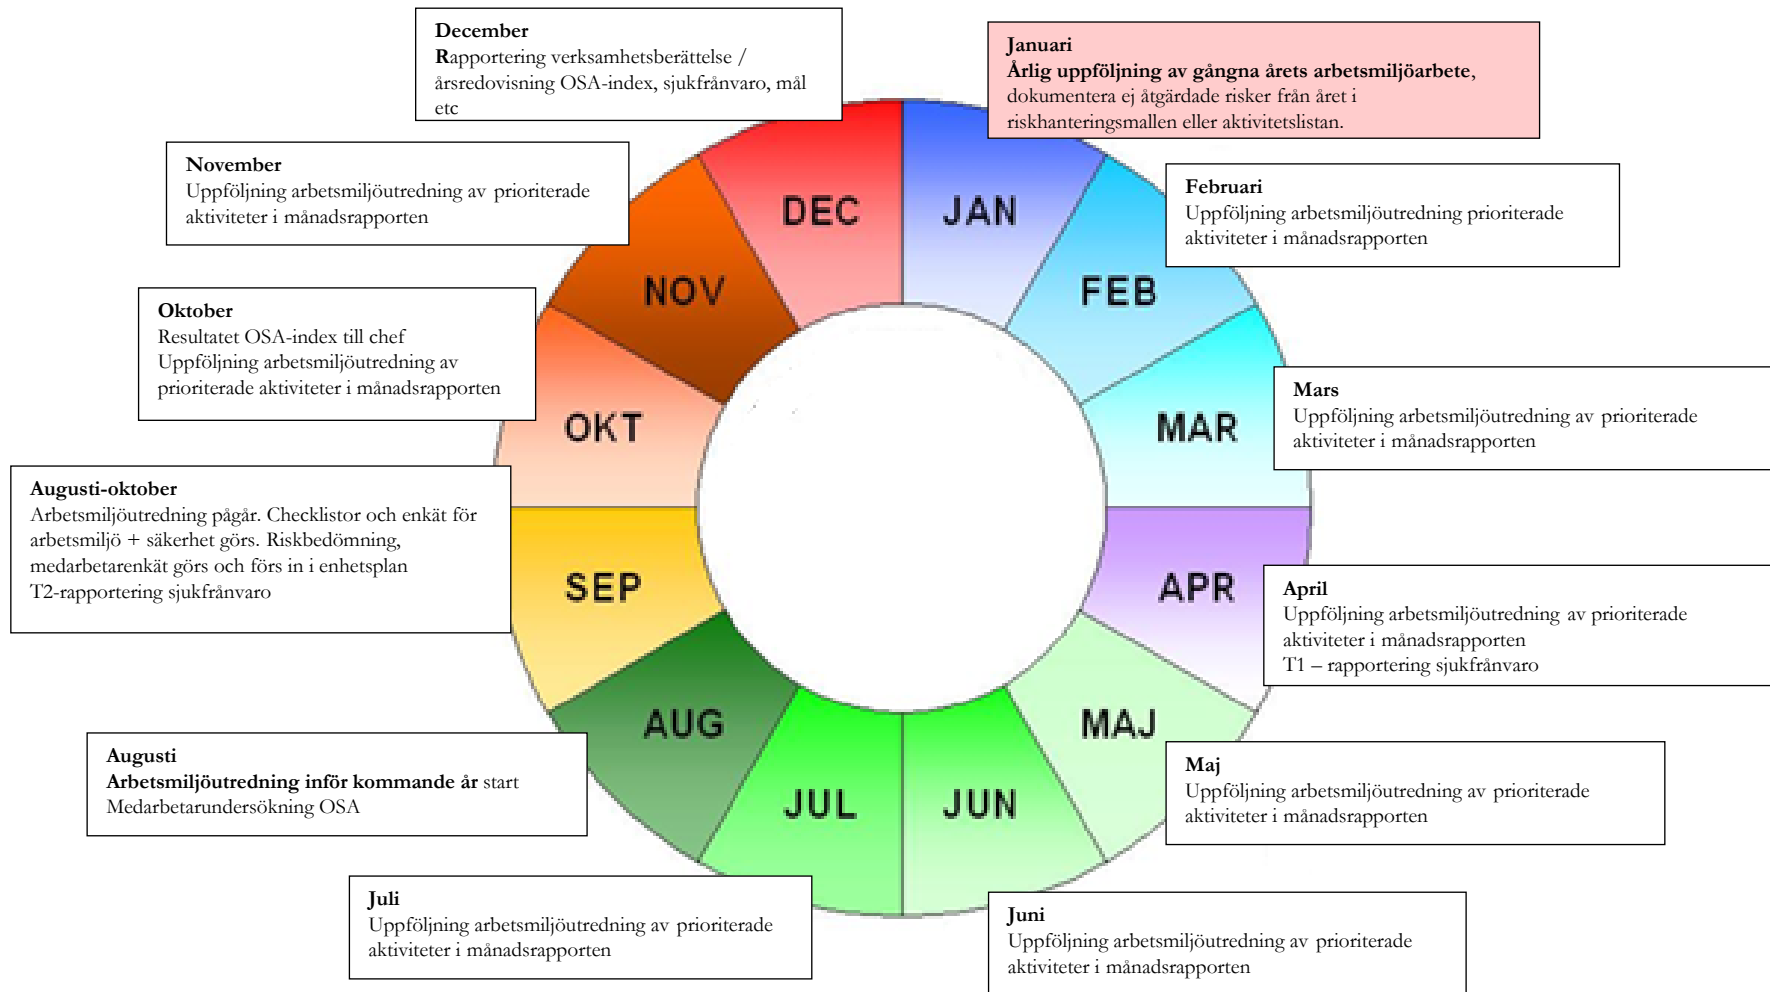 December
Rapportering verksamhetsberättelse /
årsredovisning OSA-index, sjukfrånvaro, mål
etc
Januari
Årlig uppföljning av gångna årets arbetsmiljöarbete,
dokumentera ej åtgärdade risker från året i
riskhanteringsmallen eller aktivitetslistan.
November
Uppföljning arbetsmiljöutredning av prioriterade
aktiviteter i månadsrapporten
Februari
Uppföljning arbetsmiljöutredning prioriterade
aktiviteter i månadsrapporten
Oktober
Resultatet OSA-index till chef
Uppföljning arbetsmiljöutredning av
prioriterade aktiviteter i månadsrapporten
Mars
Uppföljning arbetsmiljöutredning av prioriterade
aktiviteter i månadsrapporten
Augusti-oktober
Arbetsmiljöutredning pågår. Checklistor och enkät för
arbetsmiljö + säkerhet görs. Riskbedömning,
medarbetarenkät görs och förs in i enhetsplan
T2-rapportering sjukfrånvaro
April
Uppföljning arbetsmiljöutredning av prioriterade
aktiviteter i månadsrapporten
T1 – rapportering sjukfrånvaro
Augusti
Arbetsmiljöutredning inför kommande år start
Medarbetarundersökning OSA
Maj
Uppföljning arbetsmiljöutredning av prioriterade
aktiviteter i månadsrapporten
Juli
Uppföljning arbetsmiljöutredning av prioriterade
aktiviteter i månadsrapporten
Juni
Uppföljning arbetsmiljöutredning av prioriterade
aktiviteter i månadsrapporten
JAN
FEB
MAR
APR
MAJ
JUN
JUL
AUG
SEP
OKT
NOV
DEC